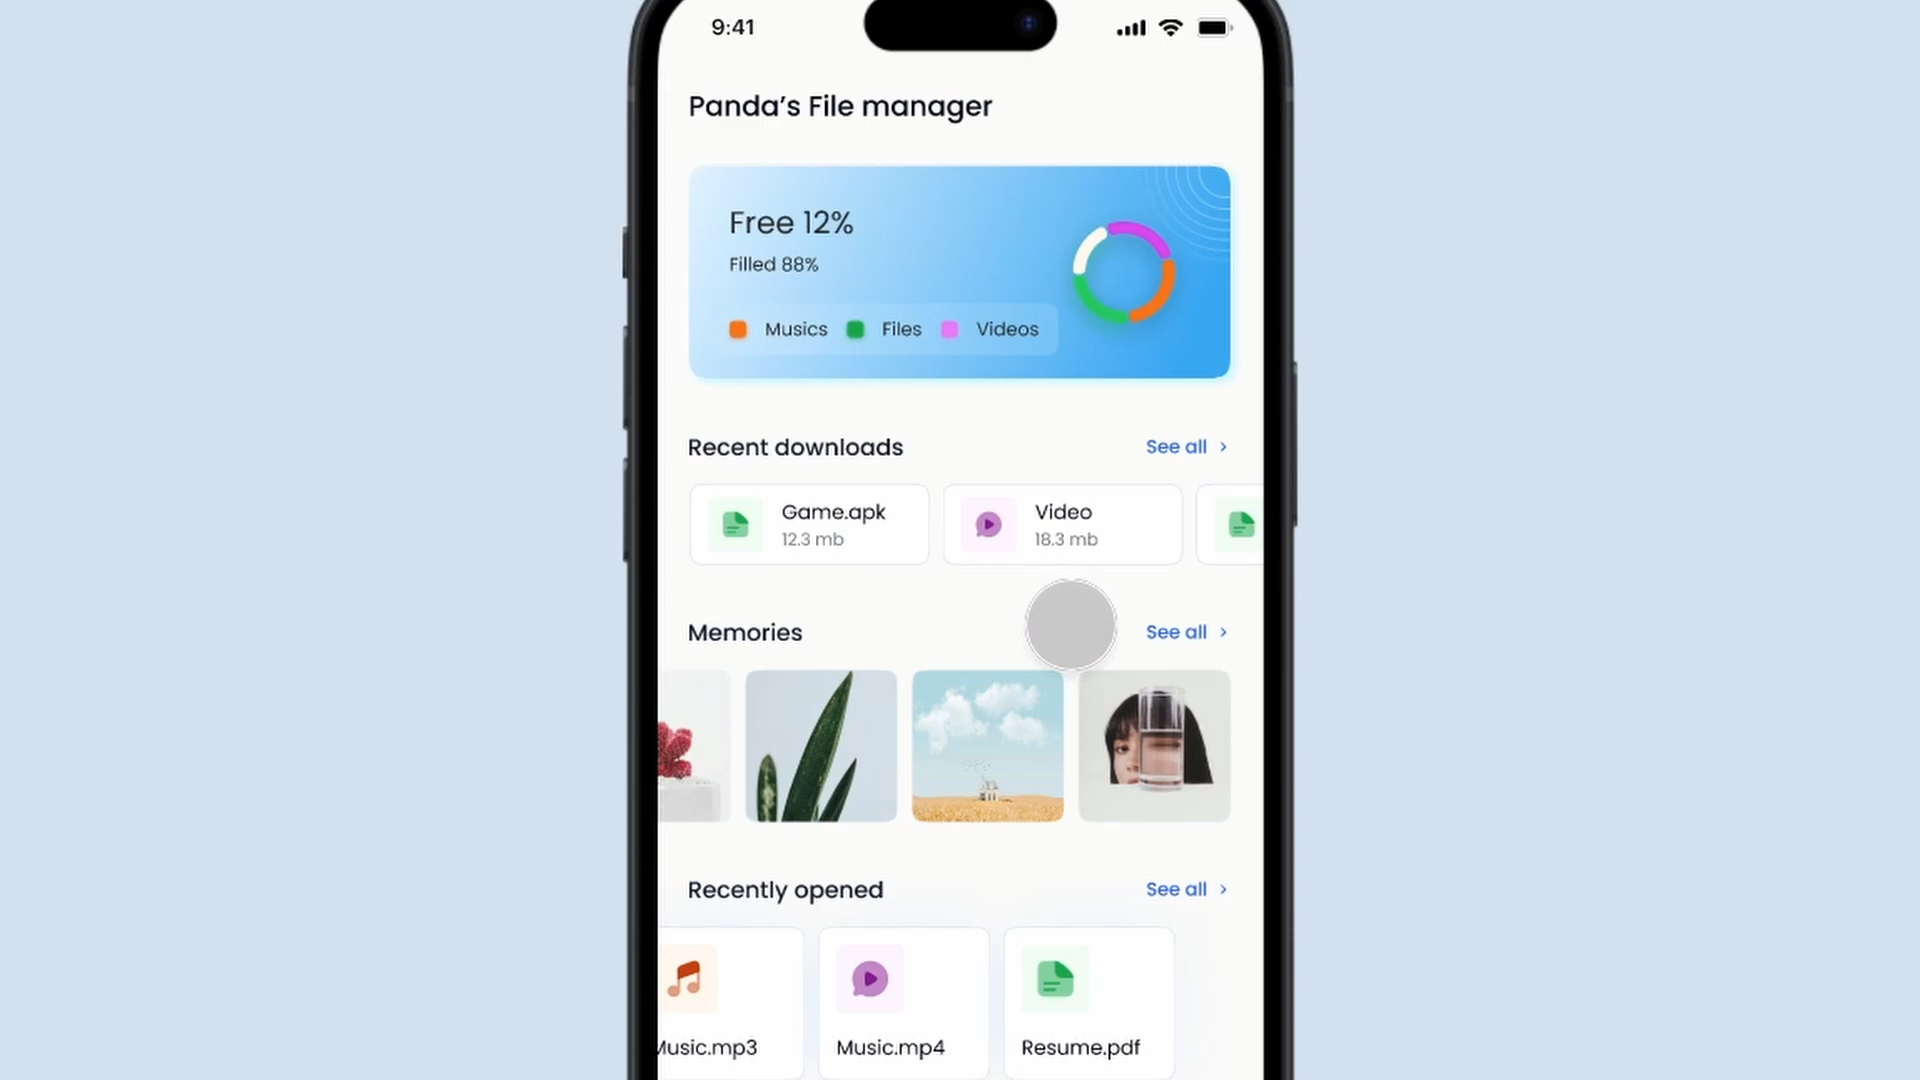 9:41
Panda’s File manager
Free 12%
Filled 88%
Musics Files Videos
Recent downloads See all
Game.apk
12.3 mb
Video
18.3 mb
Memories See all
Recently opened See all
Music.mp3
Music.mp4
Resume.pdf